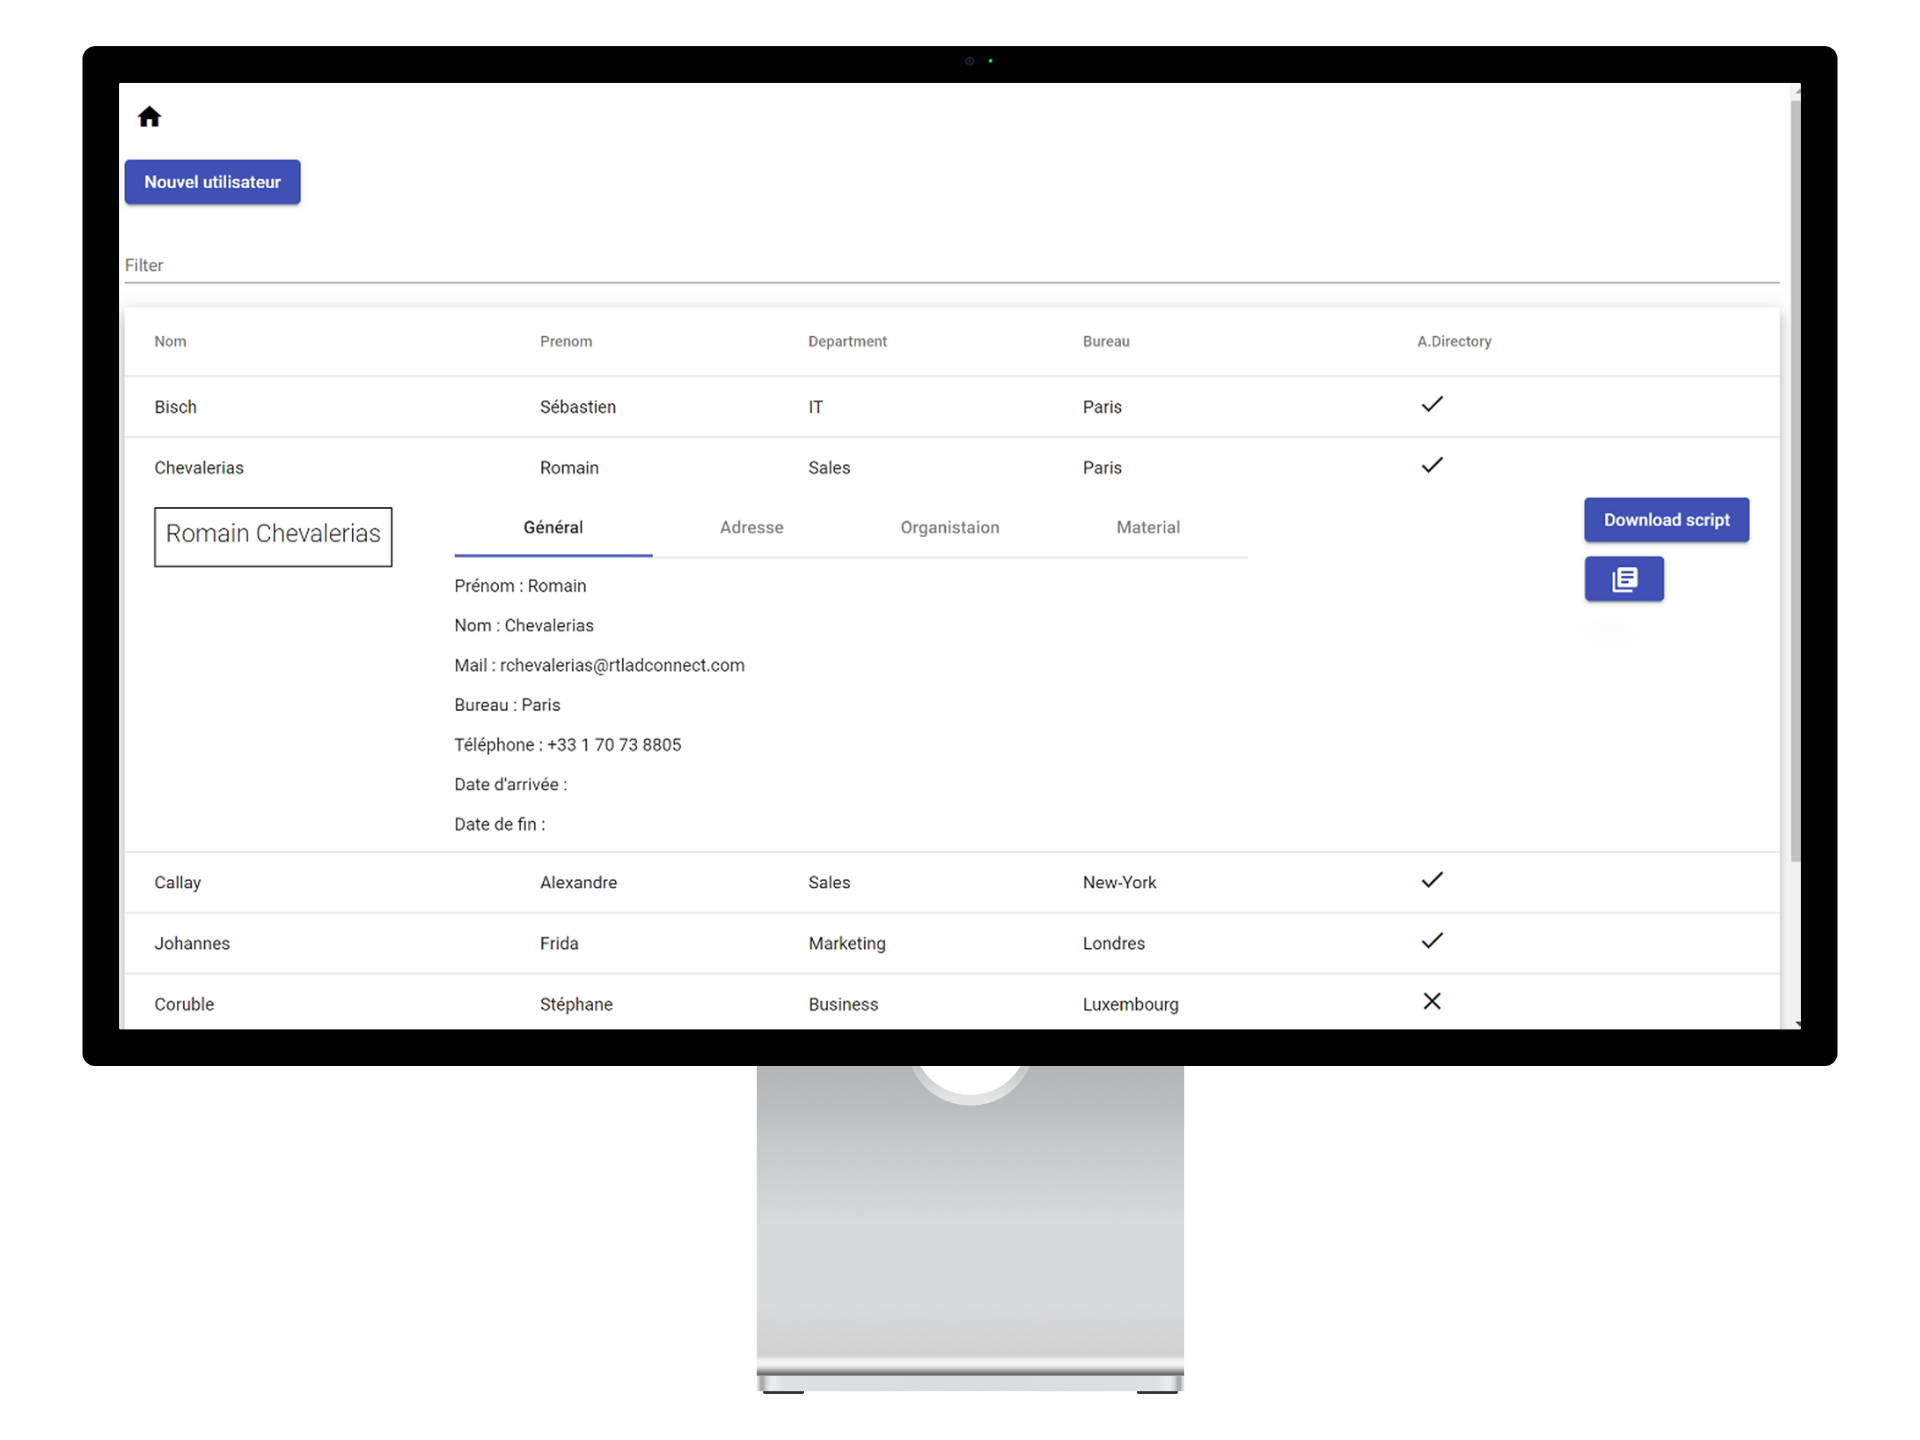 Nouvel utilisateur
Filter
Nom Prenom Department Bureau A.Directory
Bisch Sébastien IT Paris
Chevalerias Romain Sales Paris
Romain Chevalerias
Général Adresse Organistaion Material
Download script
Prénom : Romain
Nom : Chevalerias
Mail : rchevalerias@rtladconnect.com
Bureau : Paris
Téléphone : +33 1 70 73 8805
Date d'arrivée :
Date de fin :
Callay Alexandre Sales New-York
Johannes Frida Marketing Londres
Coruble Stéphane Business Luxembourg